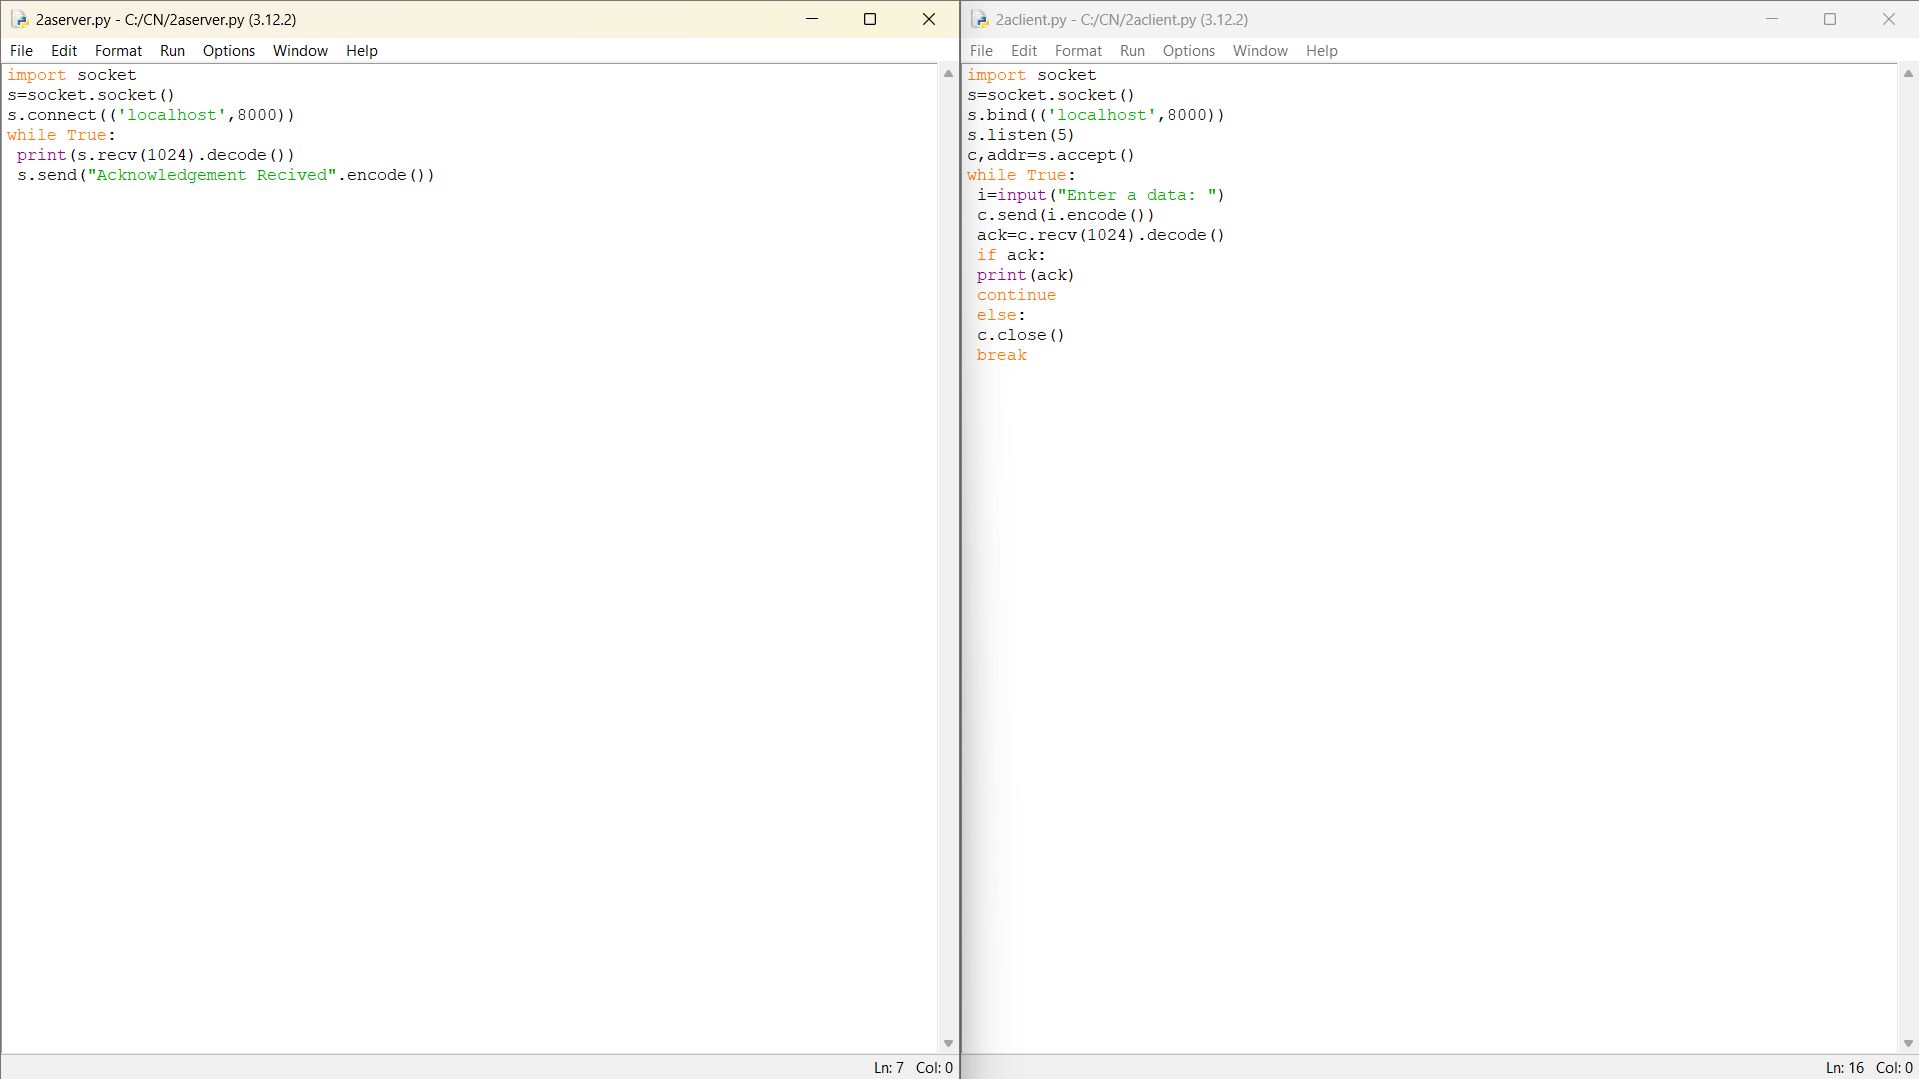 2aserver.py - C:/CN/2aserver.py (3.12.2)
File Edit Format Run Options Window Help
import socket
s=socket.socket()
s.connect(('localhost',8000))
while True:
 print(s.recv(1024).decode())
 s.send("Acknowledgement Recived".encode())
Ln: 7 Col: 0
2aclient.py - C:/CN/2aclient.py (3.12.2)
File Edit Format Run Options Window Help
import socket
s=socket.socket()
s.bind(('localhost',8000))
s.listen(5)
c,addr=s.accept()
while True:
 i=input("Enter a data: ")
 c.send(i.encode())
 ack=c.recv(1024).decode()
 if ack:
 print(ack)
 continue
 else:
 c.close()
 break
Ln: 16 Col: 0